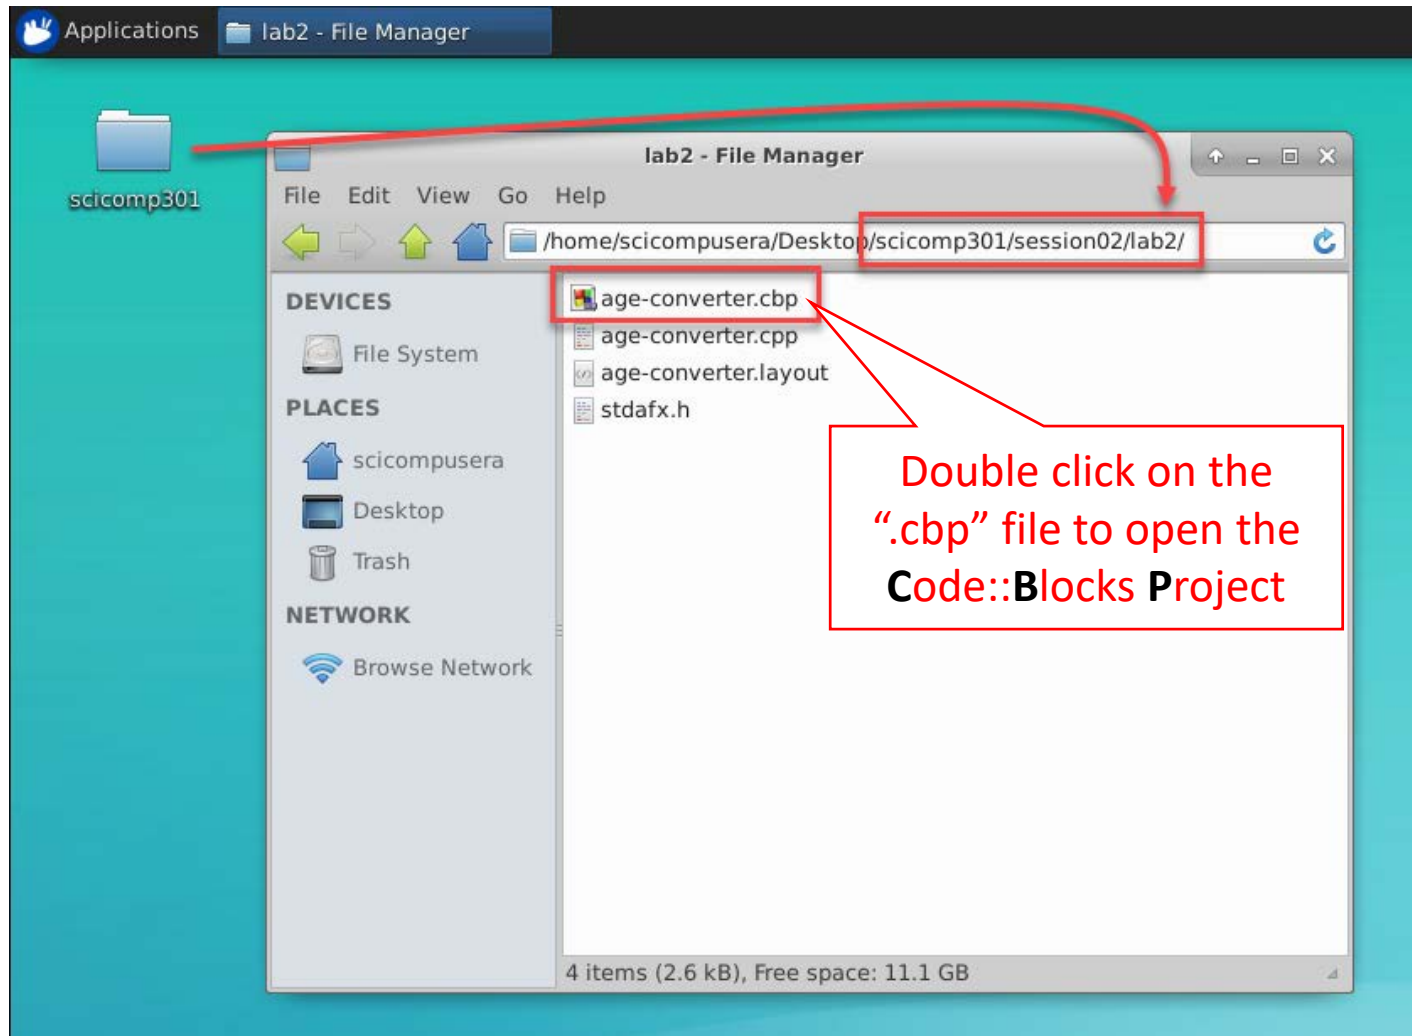 Applications lab2 - File Manager
scicomp301
lab2 - File Manager
File Edit View Go Help
/home/scicompusera/Desktop/scicomp301/session02/lab2/
DEVICES
File System
PLACES
scicompusera
Desktop
Trash
NETWORK
Browse Network
age-converter.cbp
age-converter.cpp
age-converter.layout
stdafx.h
Double click on the
“.cbp” file to open the
Code::Blocks Project
4 items (2.6 kB), Free space: 11.1 GB